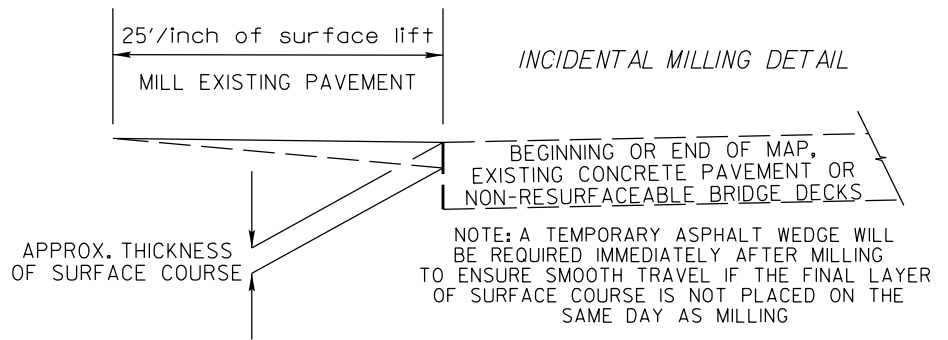 25'/inch of surface lift
MILL EXISTING PAVEMENT
INCIDENTAL MILLING DETAIL
BEGINNING OR END OF MAP,
EXISTING CONCRETE PAVEMENT OR
NON-RESURFACEABLE BRIDGE DECKS
APPROX. THICKNESS
OF SURFACE COURSE
NOTE: A TEMPORARY ASPHALT WEDGE WILL
BE REQUIRED IMMEDIATELY AFTER MILLING
TO ENSURE SMOOTH TRAVEL IF THE FINAL LAYER
OF SURFACE COURSE IS NOT PLACED ON THE
SAME DAY AS MILLING